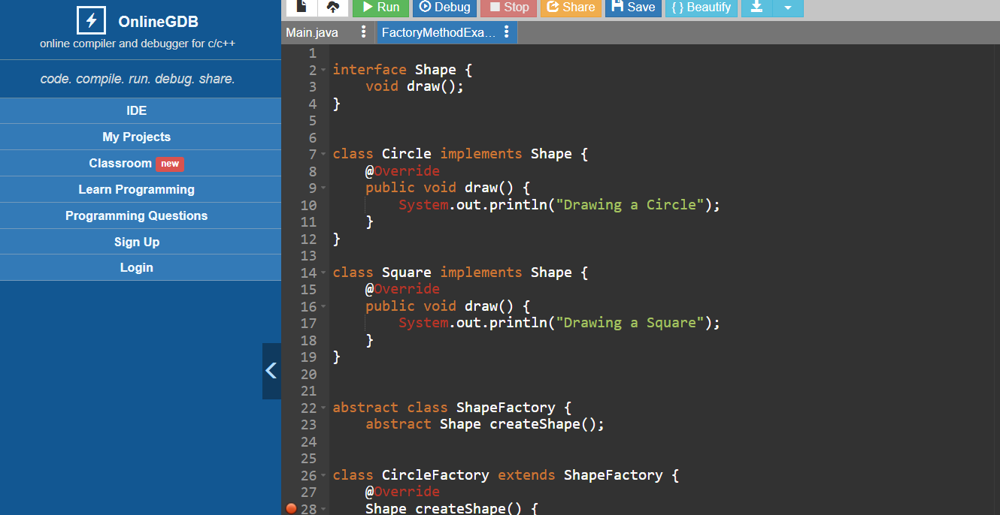 OnlineGDB
online compiler and debugger for c/c++
code. compile. run. debug. share.
IDE
My Projects
Classroom new
Learn Programming
Programming Questions
Sign Up
Login
Run Debug Stop Share Save { } Beautify
Main.java FactoryMethodExa...
1
2 interface Shape {
3     void draw();
4 }
5
6
7 class Circle implements Shape {
8     @Override
9     public void draw() {
10         System.out.println("Drawing a Circle");
11     }
12 }
13
14 class Square implements Shape {
15     @Override
16     public void draw() {
17         System.out.println("Drawing a Square");
18     }
19 }
20
21
22 abstract class ShapeFactory {
23     abstract Shape createShape();
24
25
26 class CircleFactory extends ShapeFactory {
27     @Override
28     Shape createShape() {